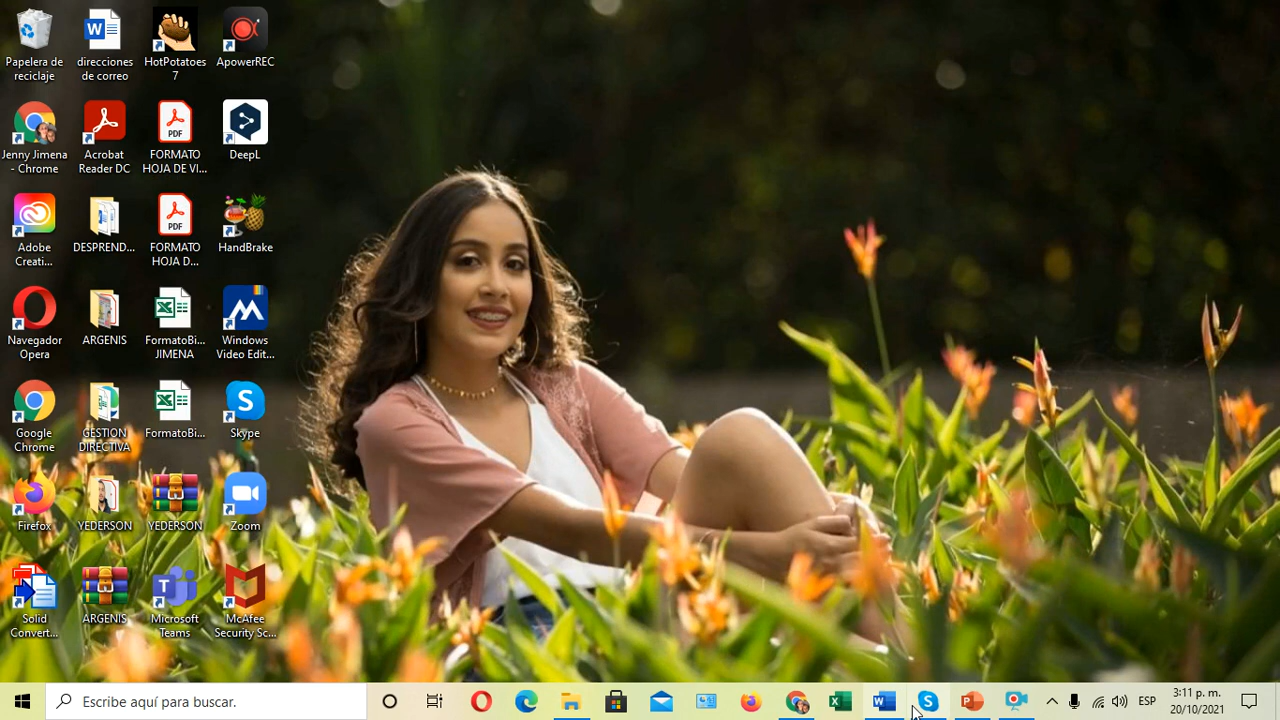 Papelera de
reciclaje
direcciones
de correo
HotPotatoes
7
ApowerREC
Jenny Jimena
- Chrome
Acrobat
Reader DC
PDF
FORMATO
HOJA DE VI...
DeepL
Adobe
Creati...
DESPREND...
PDF
FORMATO
HOJA D...
HandBrake
Navegador
Opera
ARGENIS
FormatoBi...
JIMENA
Windows
Video Edit...
Google
Chrome
GESTION
DIRECTIVA
FormatoBi...
Skype
Firefox
YEDERSON
YEDERSON
Zoom
Solid
Convert...
ARGENIS
Microsoft
Teams
McAfee
Security Sc...
Escribe aquí para buscar.
ESP
3:11 p. m.
20/10/2021